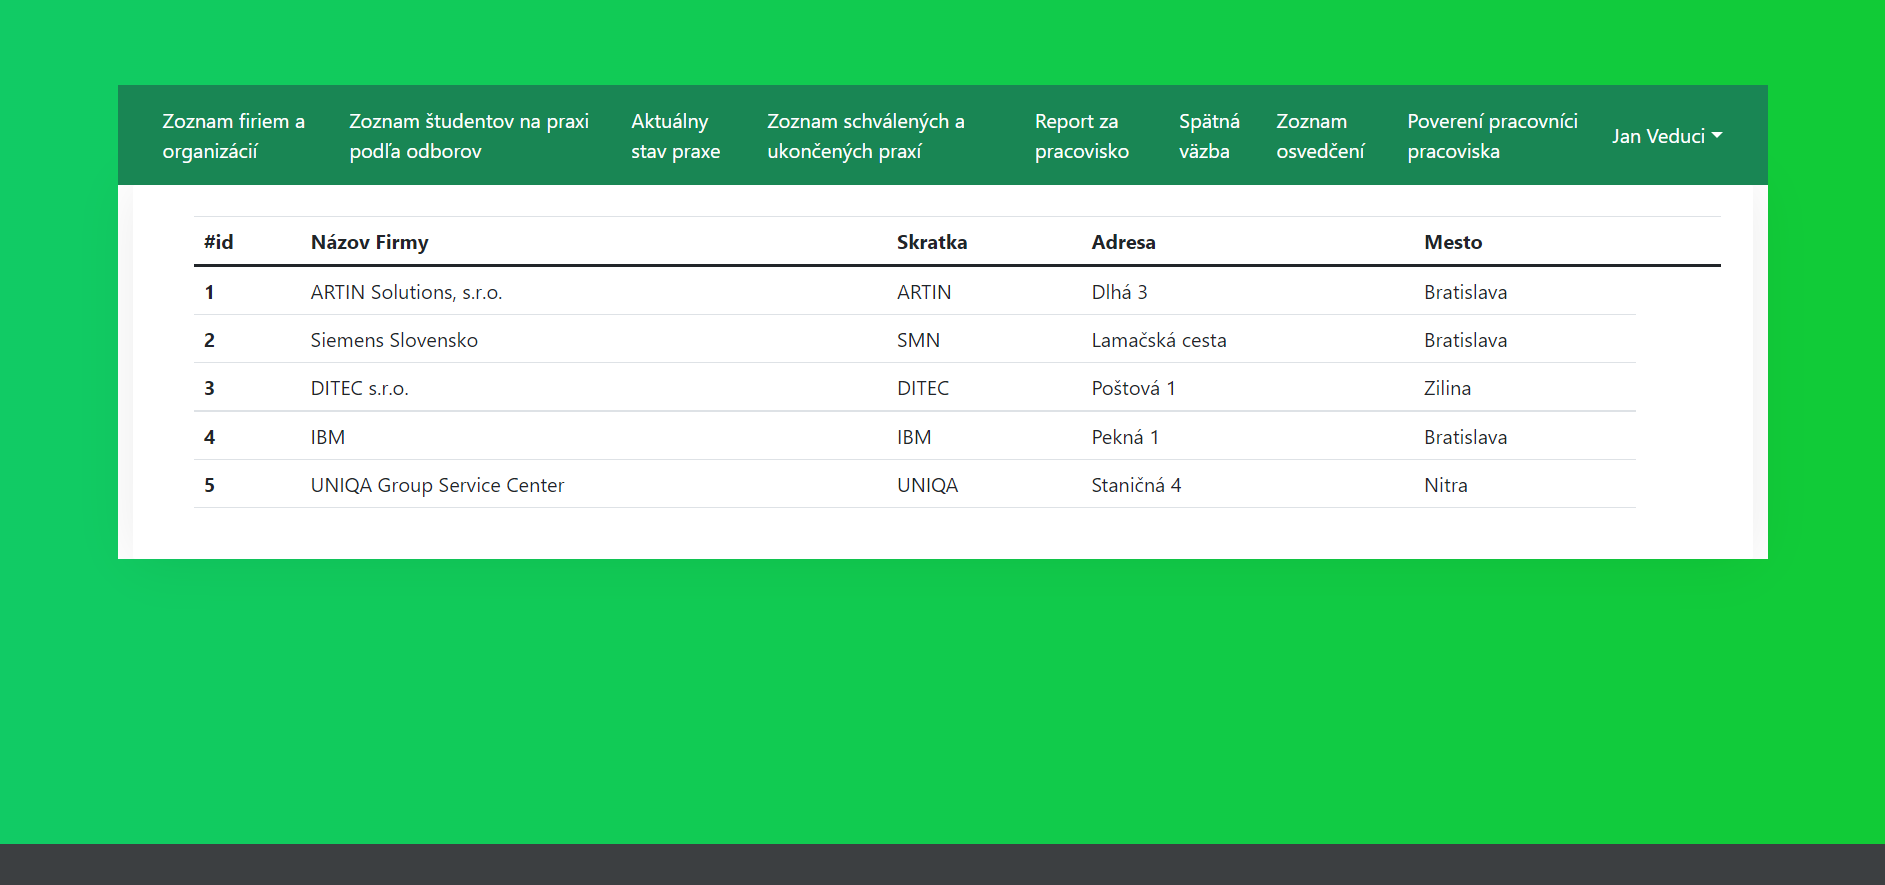 Zoznam firiem a
organizácií
Zoznam študentov na praxi
podľa odborov
Aktuálny
stav praxe
Zoznam schválených a
ukončených praxí
Report za
pracovisko
Spätná
väzba
Zoznam
osvedčení
Poverení pracovníci
pracoviska
Jan Veduci
#id Názov Firmy Skratka Adresa Mesto
1 ARTIN Solutions, s.r.o. ARTIN Dlhá 3 Bratislava
2 Siemens Slovensko SMN Lamačská cesta Bratislava
3 DITEC s.r.o. DITEC Poštová 1 Zilina
4 IBM IBM Pekná 1 Bratislava
5 UNIQA Group Service Center UNIQA Staničná 4 Nitra